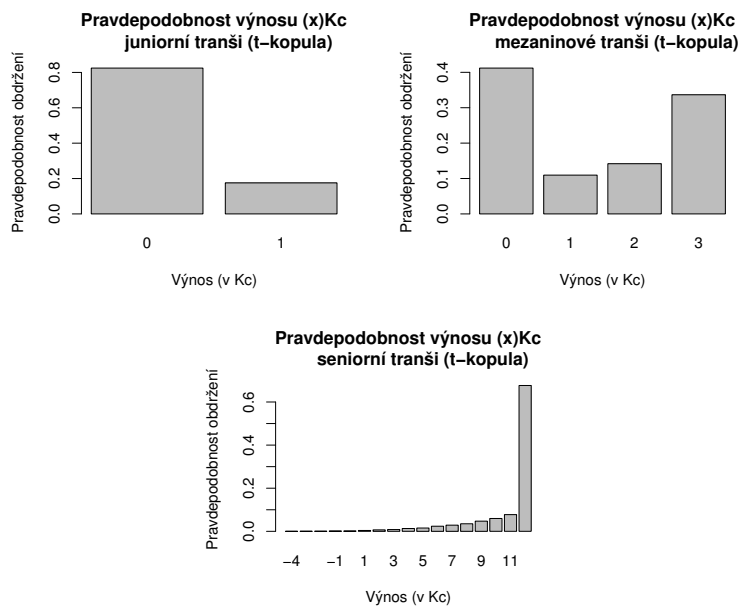 Pravdepodobnost výnosu (x)Kc
juniorní tranši (t−kopula)
Pravdepodobnost obdržení
0.0
0.2
0.4
0.6
0.8
0
1
Výnos (v Kc)
Pravdepodobnost výnosu (x)Kc
mezaninové tranši (t−kopula)
Pravdepodobnost obdržení
0.0
0.1
0.2
0.3
0.4
0
1
2
3
Výnos (v Kc)
Pravdepodobnost výnosu (x)Kc
seniorní tranši (t−kopula)
Pravdepodobnost obdržení
0.0
0.2
0.4
0.6
−4
−1
1
3
5
7
9
11
Výnos (v Kc)